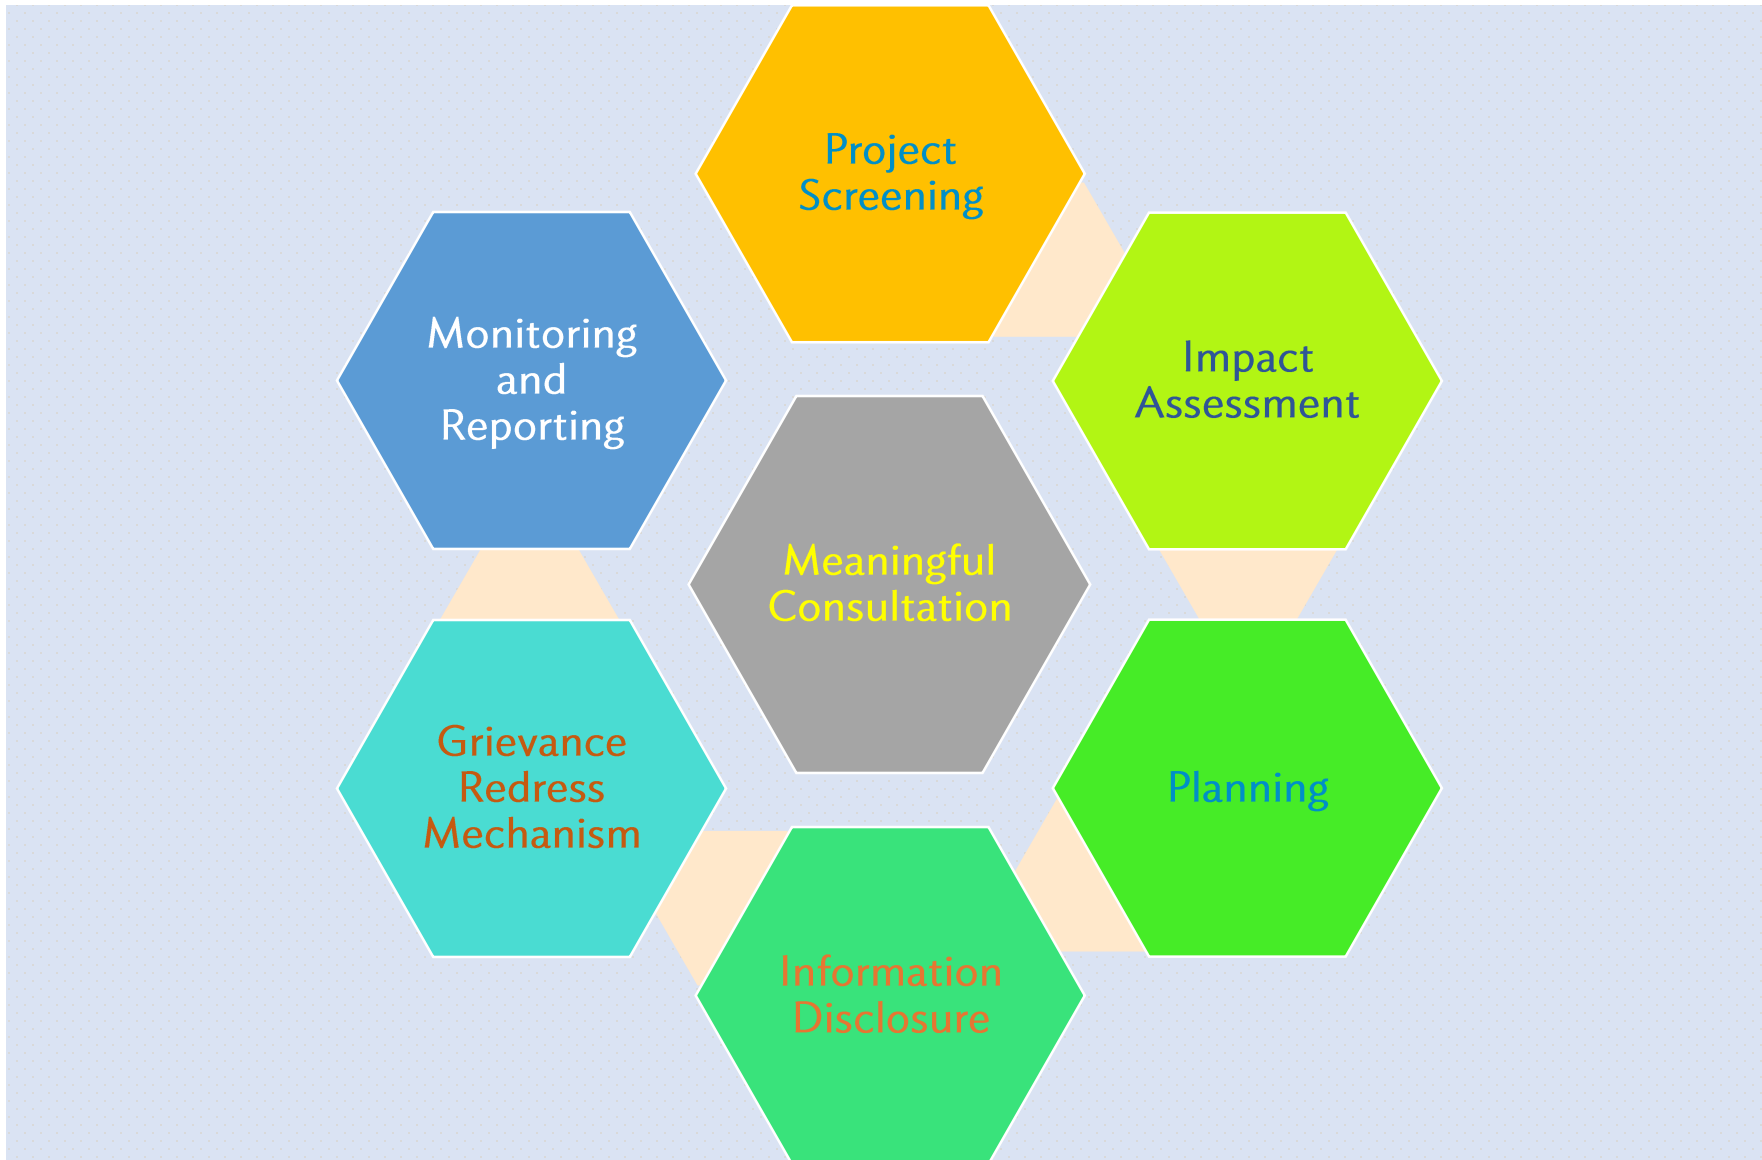 Project
Screening
Impact
Assessment
Planning
Information
Disclosure
Grievance
Redress
Mechanism
Monitoring
and
Reporting
Meaningful
Consultation